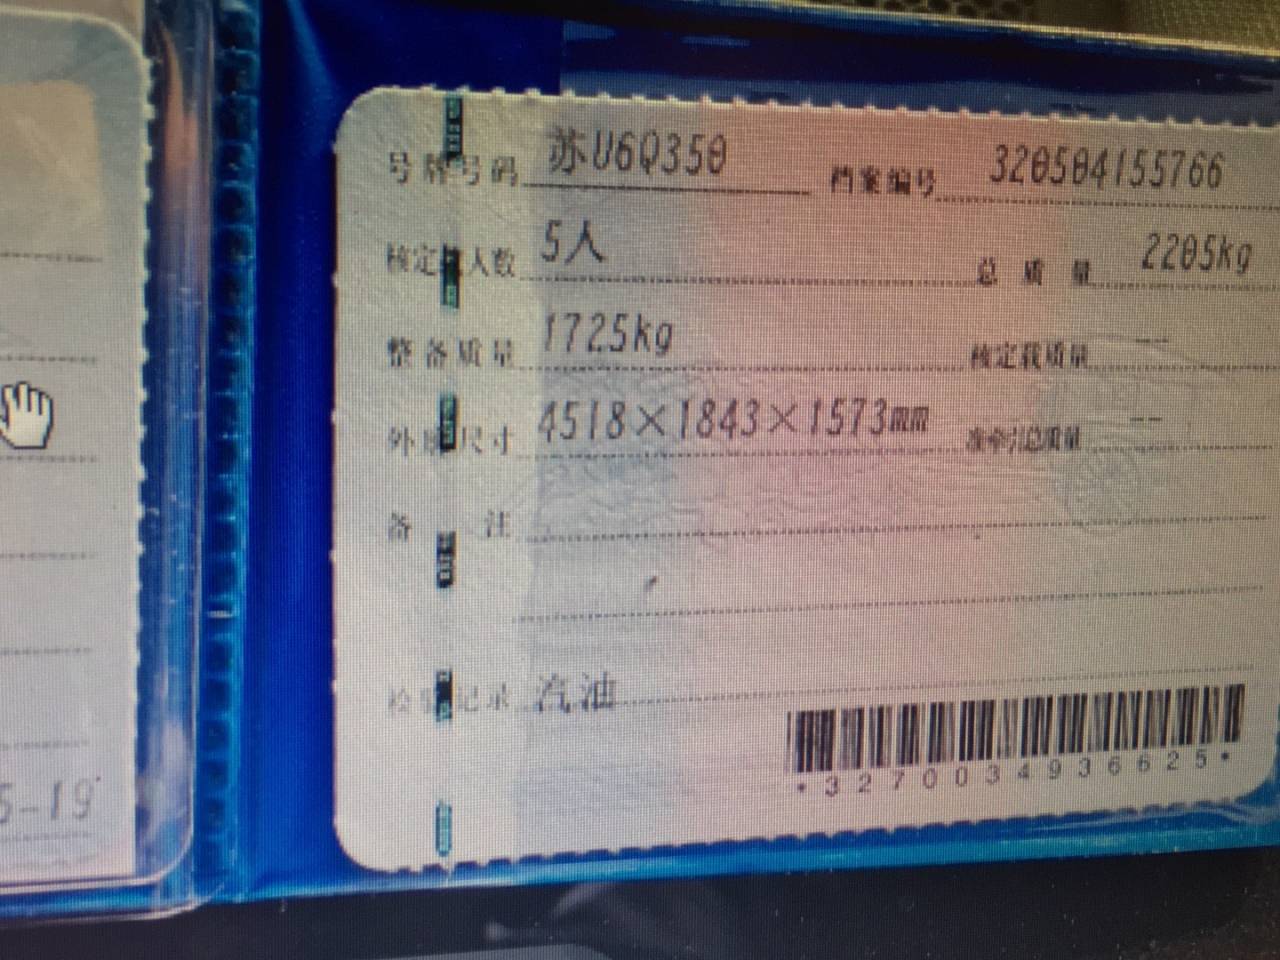 号牌号码 苏U6Q350 档案编号 320504155766
核定载人数 5人 总质量 2205kg
整备质量 1725kg 核定载质量 --
外廓尺寸 4518×1843×1573mm 准牵引总质量 --
备注
检验记录 汽油
*3270034936625*
5-19